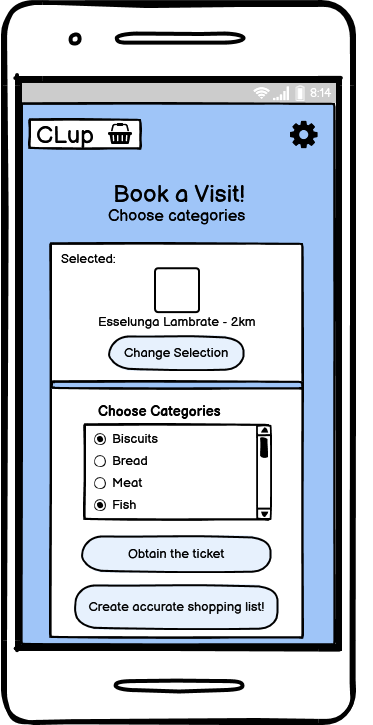 8:14
CLup
Book a Visit!
Choose categories
Selected:
Esselunga Lambrate - 2km
Change Selection
Choose Categories
Biscuits
Bread
Meat
Fish
Obtain the ticket
Create accurate shopping list!